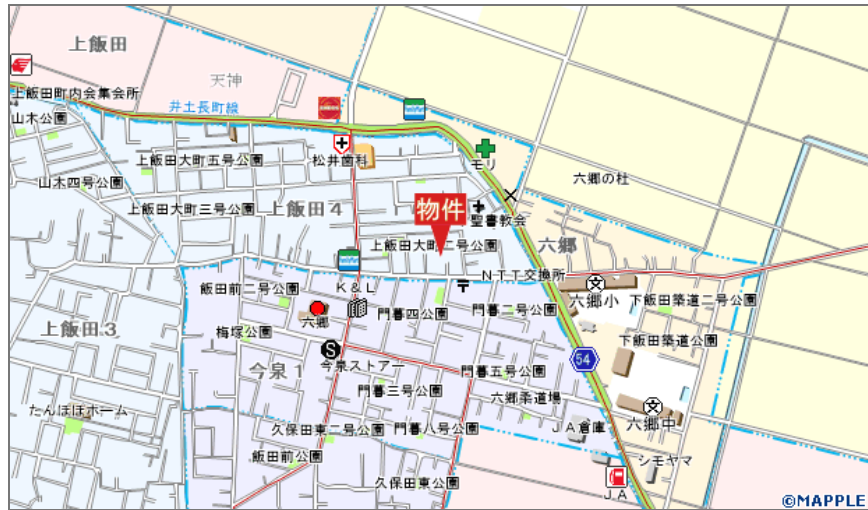 上飯田
天神
上飯田町内会集会所
井土長町線
山木公園
松井歯科
モリ
上飯田大町五号公園
六郷の杜
山木四号公園
上飯田大町三号公園
上飯田4
物件
聖書教会
六郷
上飯田大町二号公園
NTT交換所
K&L
飯田前二号公園
六郷小
下飯田築道二号公園
六郷
門暮四公園
門暮二号公園
上飯田3
梅塚公園
下飯田築道公園
S
54
今泉1
今泉ストアー
門暮五号公園
門暮三号公園
六郷柔道場
たんぽぽホーム
六郷中
久保田東二号公園
門暮八号公園
JA倉庫
飯田前公園
シモヤマ
久保田東公園
JA
©MAPPLE